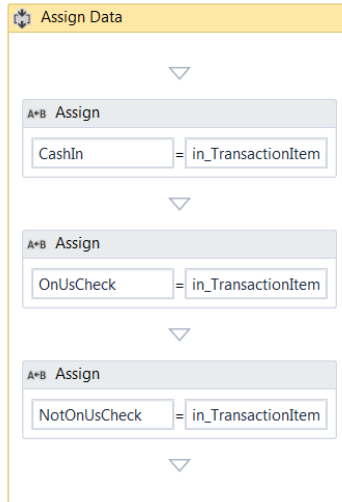 Assign Data
A+B Assign
CashIn = in_TransactionItem
A+B Assign
OnUsCheck = in_TransactionItem
A+B Assign
NotOnUsCheck = in_TransactionItem